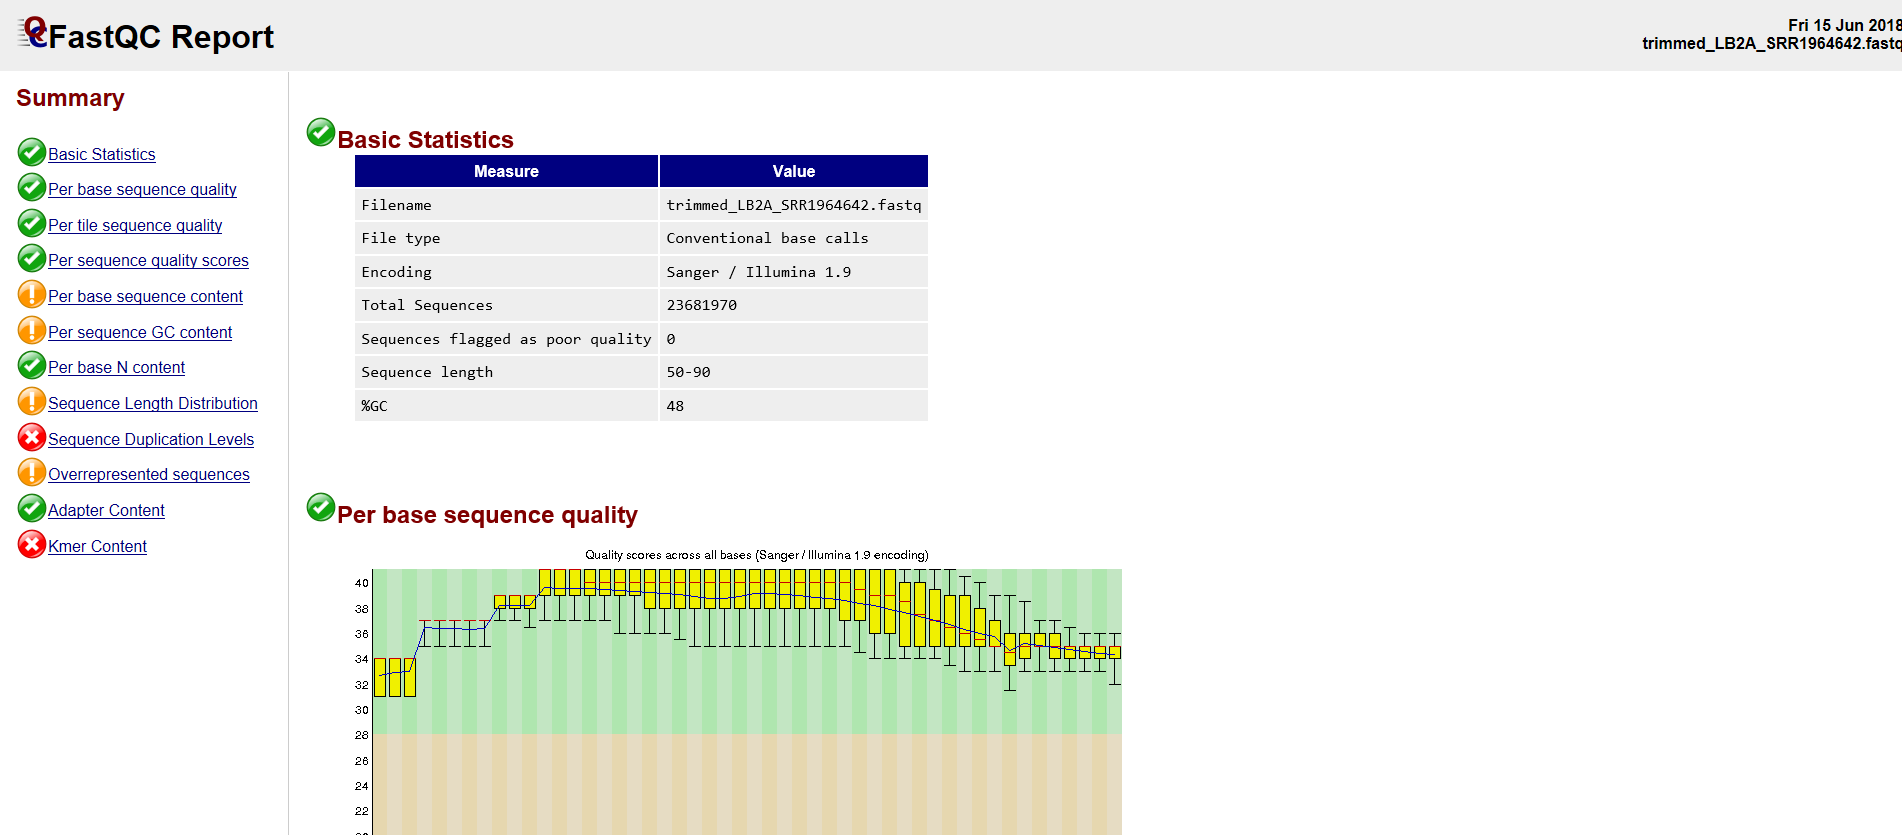 FastQC Report
Fri 15 Jun 2018
trimmed_LB2A_SRR1964642.fastq
Summary
Basic Statistics
Per base sequence quality
Per tile sequence quality
Per sequence quality scores
Per base sequence content
Per sequence GC content
Per base N content
Sequence Length Distribution
Sequence Duplication Levels
Overrepresented sequences
Adapter Content
Kmer Content
Basic Statistics
Measure Value
Filename trimmed_LB2A_SRR1964642.fastq
File type Conventional base calls
Encoding Sanger / Illumina 1.9
Total Sequences 23681970
Sequences flagged as poor quality 0
Sequence length 50-90
%GC 48
Per base sequence quality
Quality scores across all bases (Sanger / Illumina 1.9 encoding)
40
38
36
34
32
30
28
26
24
22